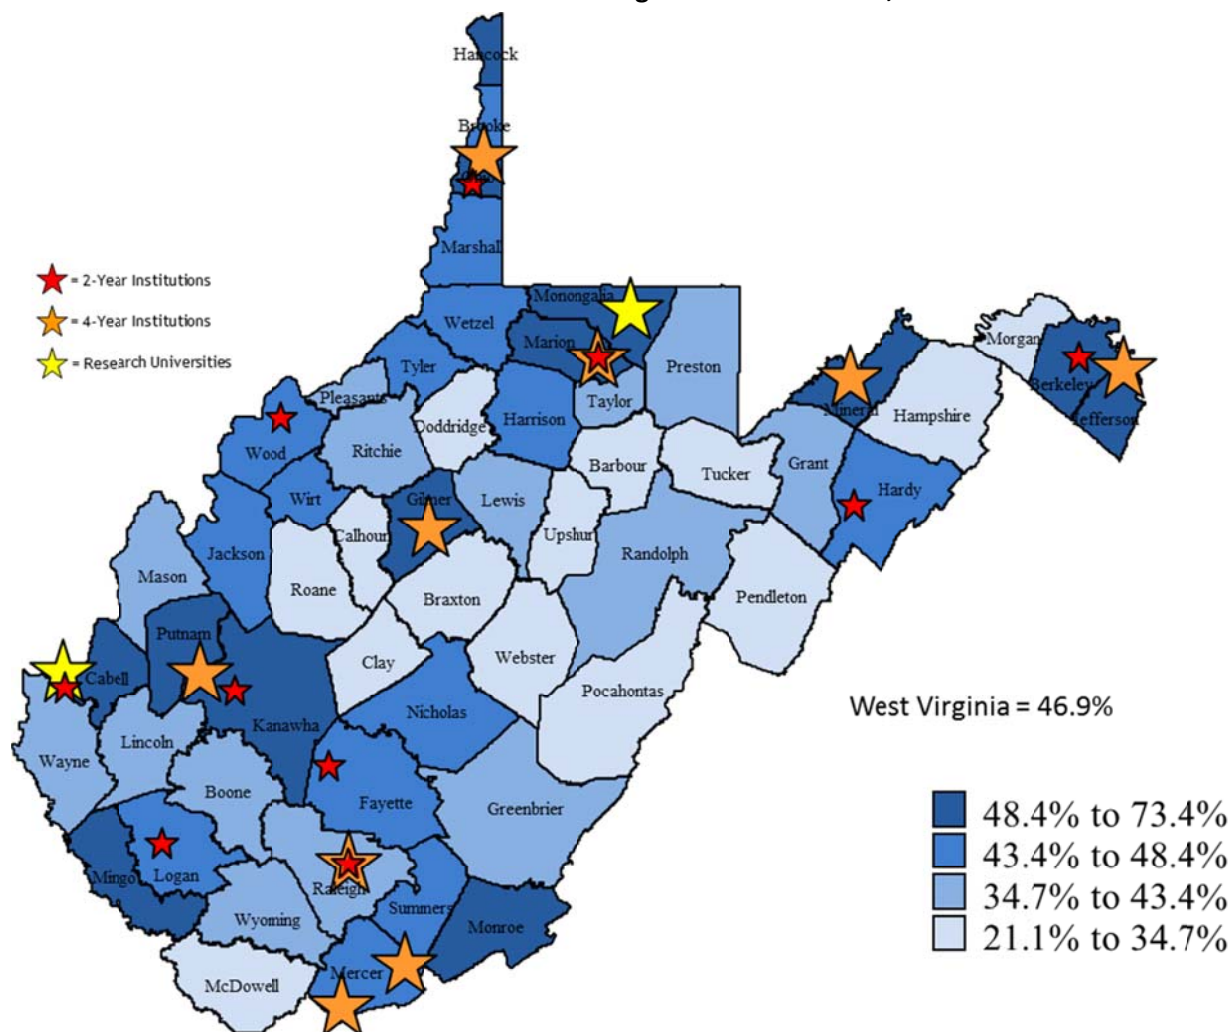 Hancock
Brooke
Marshall
= 2-Year Institutions
= 4-Year Institutions
= Research Universities
Monongalia
Wetzel
Marion
Morgan
Tyler
Preston
Berkeley
Pleasants
Taylor
Mineral
Hampshire
Jefferson
Doddridge
Harrison
Wood
Ritchie
Barbour
Tucker
Grant
Hardy
Wirt
Gilmer
Lewis
Calhoun
Upshur
Jackson
Randolph
Mason
Roane
Braxton
Pendleton
Putnam
Webster
Clay
Cabell
Pocahontas
Nicholas
West Virginia = 46.9%
Kanawha
Lincoln
Wayne
Boone
Fayette
Greenbrier
48.4% to 73.4%
43.4% to 48.4%
34.7% to 43.4%
21.1% to 34.7%
Mingo
Logan
Raleigh
Summers
Wyoming
Monroe
Mercer
McDowell